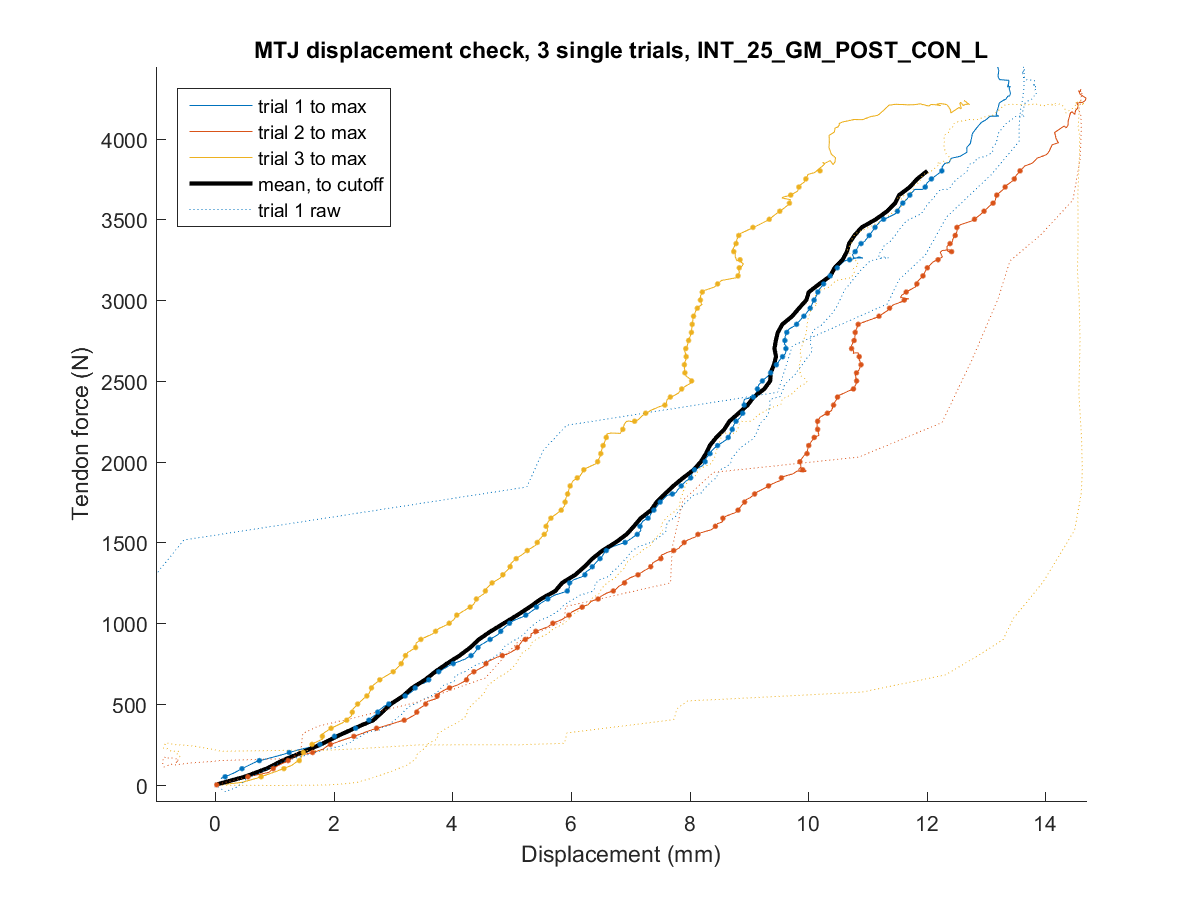 MTJ displacement check, 3 single trials, INT_25_GM_POST_CON_L
trial 1 to max
trial 2 to max
trial 3 to max
mean, to cutoff
trial 1 raw
4000
3500
3000
2500
2000
1500
1000
500
0
Tendon force (N)
0 2 4 6 8 10 12 14
Displacement (mm)